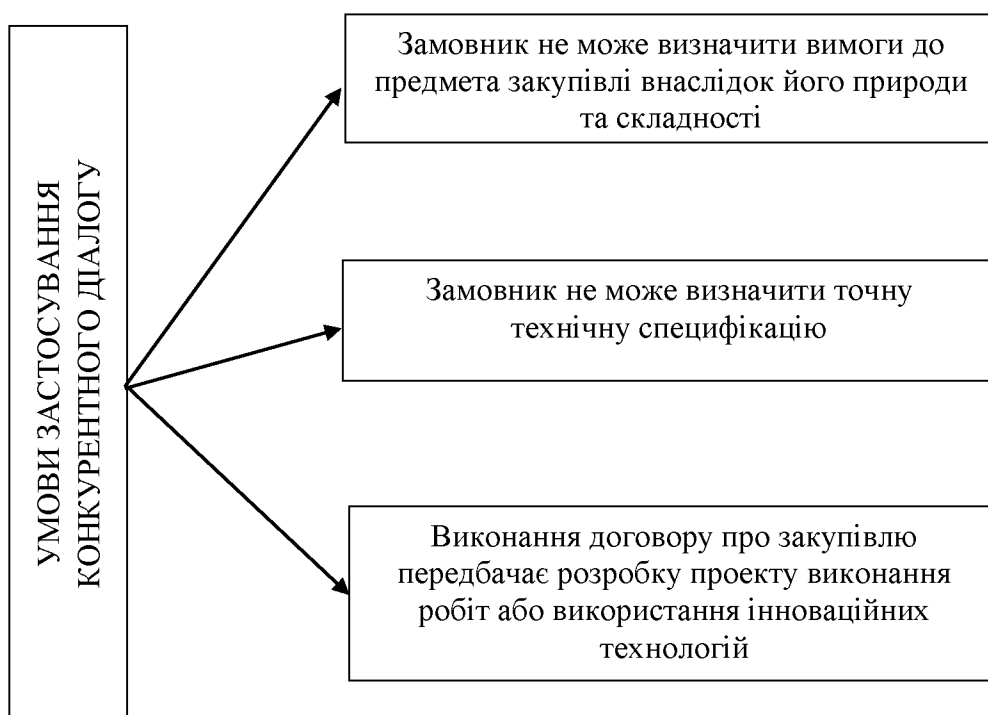 УМОВИ ЗАСТОСУВАННЯ
КОНКУРЕНТНОГО ДІАЛОГУ
Замовник не може визначити вимоги до
предмета закупівлі внаслідок його природи
та складності
Замовник не може визначити точну
технічну специфікацію
Виконання договору про закупівлю
передбачає розробку проекту виконання
робіт або використання інноваційних
технологій